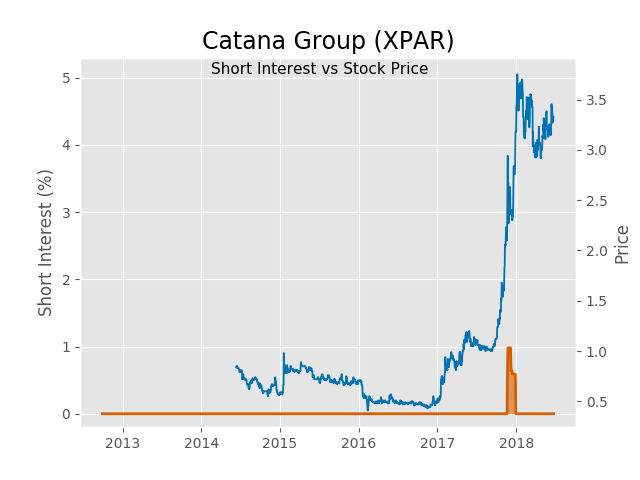 Catana Group (XPAR)
Short Interest vs Stock Price
Short Interest (%)
5
4
3
2
1
0
3.5
3.0
2.5
2.0
1.5
1.0
0.5
Price
2013 2014 2015 2016 2017 2018